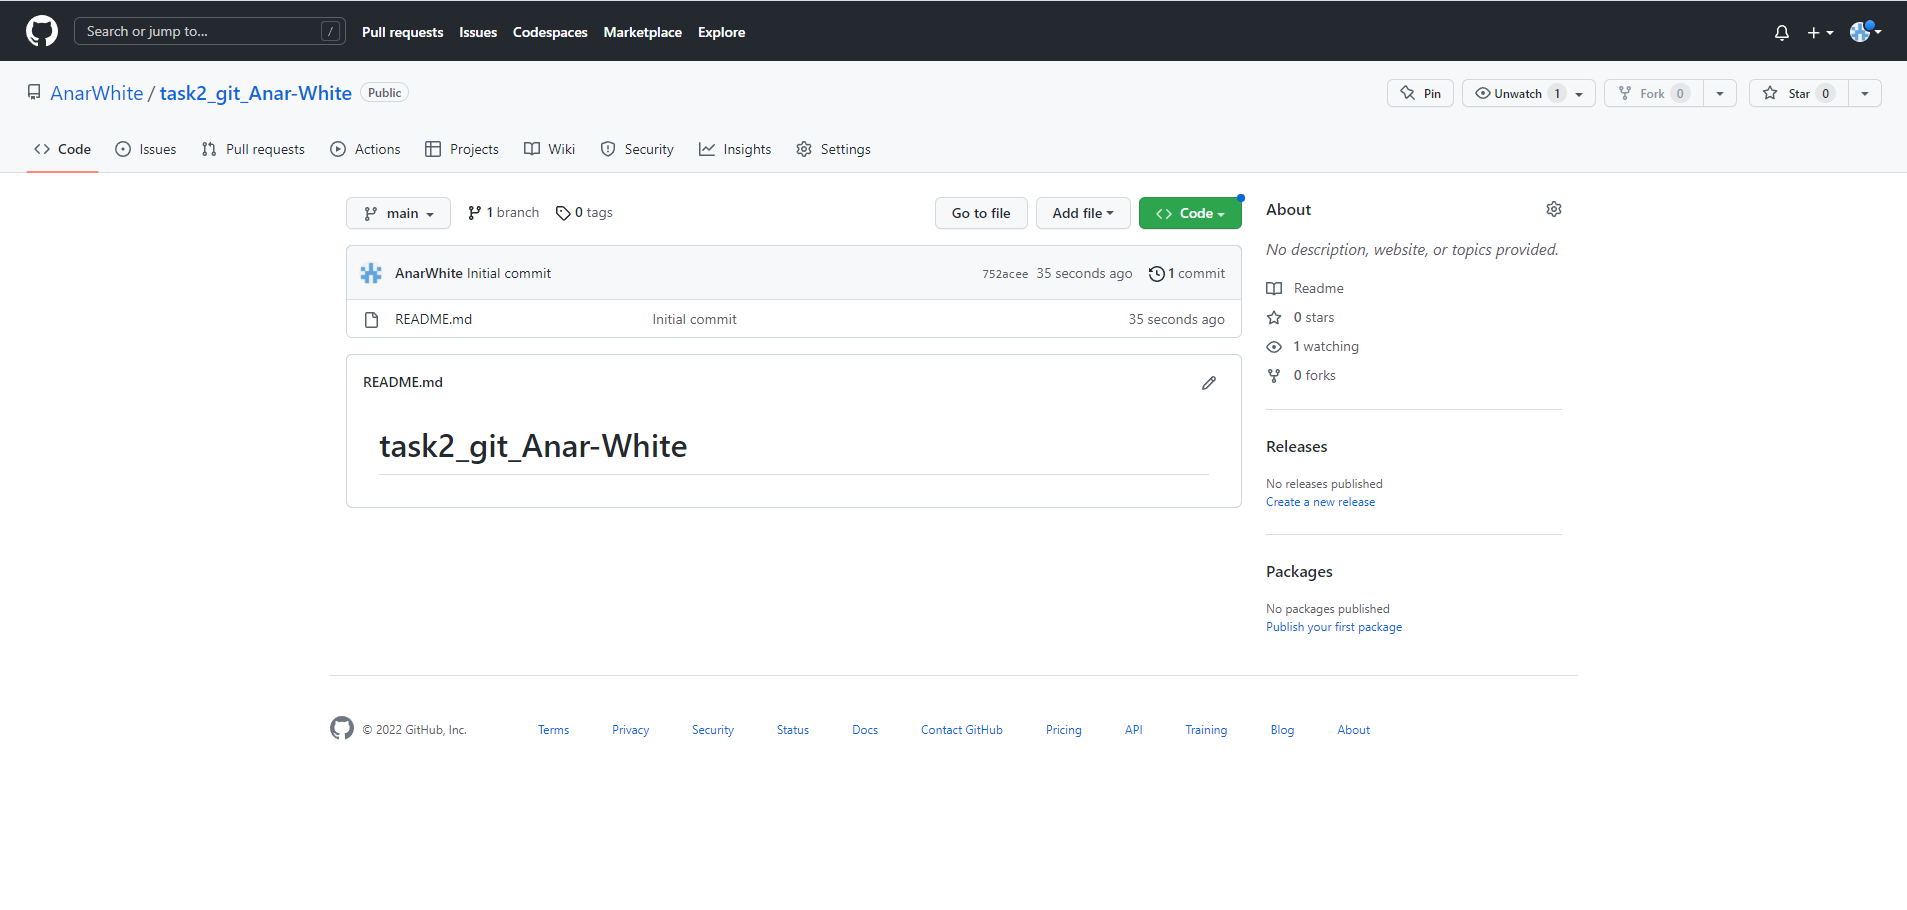 Search or jump to... /
Pull requests Issues Codespaces Marketplace Explore
AnarWhite / task2_git_Anar-White Public
Pin Unwatch 1 Fork 0 Star 0
Code Issues Pull requests Actions Projects Wiki Security Insights Settings
main 1 branch 0 tags Go to file Add file Code
AnarWhite Initial commit 752acee 35 seconds ago 1 commit
README.md Initial commit 35 seconds ago
README.md
task2_git_Anar-White
About
No description, website, or topics provided.
Readme
0 stars
1 watching
0 forks
Releases
No releases published
Create a new release
Packages
No packages published
Publish your first package
© 2022 GitHub, Inc. Terms Privacy Security Status Docs Contact GitHub Pricing API Training Blog About